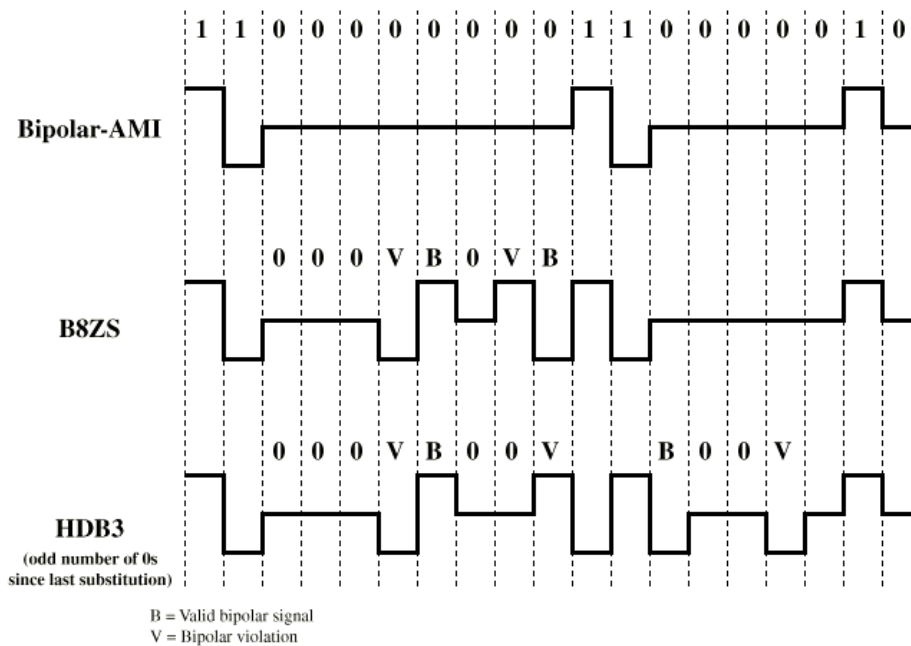 1 1 0 0 0 0 0 0 0 0 1 1 0 0 0 0 0 1 0
Bipolar-AMI
0 0 0 V B 0 V B
B8ZS
0 0 0 V B 0 0 V B 0 0 V
HDB3
(odd number of 0s
since last substitution)
B = Valid bipolar signal
V = Bipolar violation